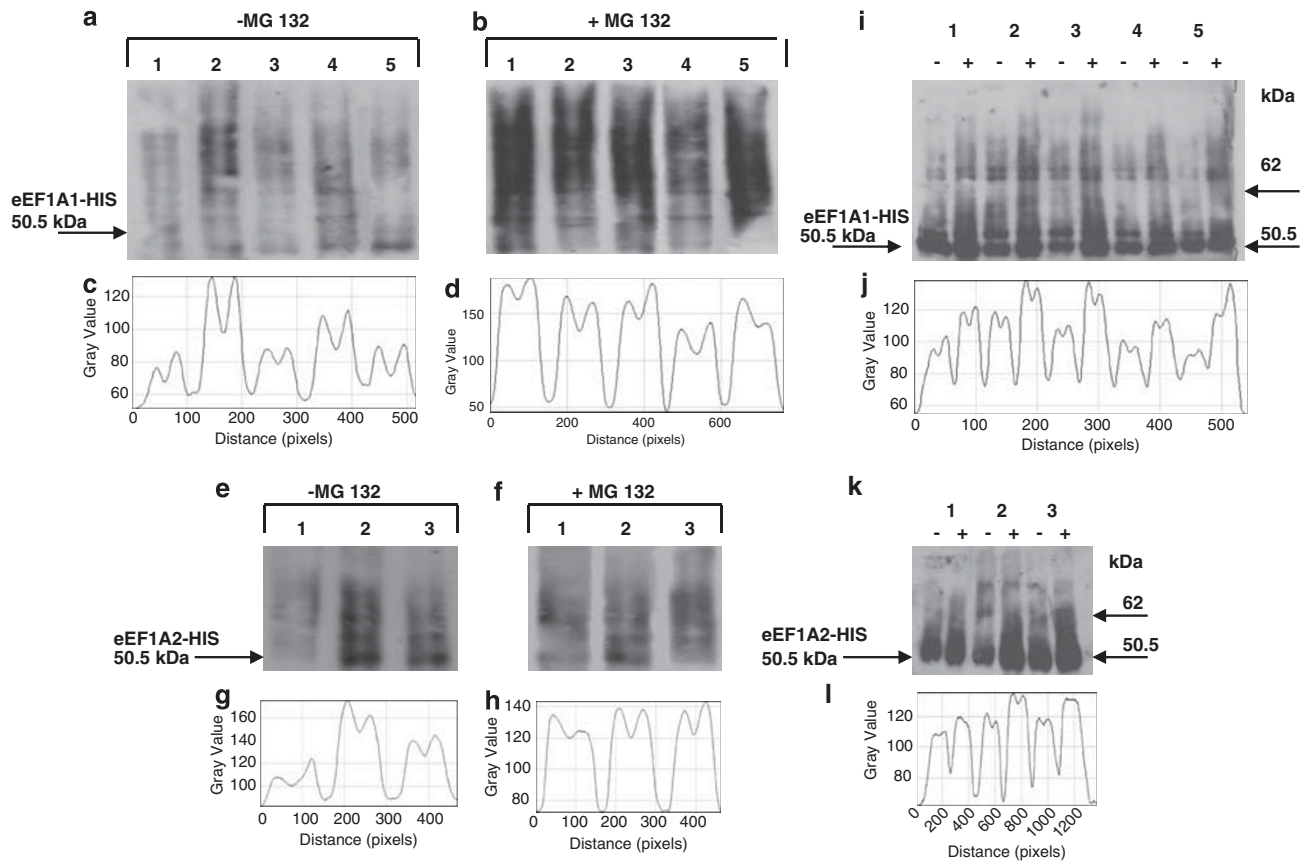 a
-MG 132
1 2 3 4 5
eEF1A1-HIS
50.5 kDa
b
+ MG 132
1 2 3 4 5
c
Gray Value
120
100
80
60
0 100 200 300 400 500
Distance (pixels)
d
Gray Value
150
100
50
0 200 400 600
Distance (pixels)
i
1 2 3 4 5
- + - + - + - + - +
kDa
62
50.5
eEF1A1-HIS
50.5 kDa
j
Gray Value
120
100
80
60
0 100 200 300 400 500
Distance (pixels)
e
-MG 132
1 2 3
eEF1A2-HIS
50.5 kDa
f
+ MG 132
1 2 3
g
Gray Value
160
140
120
100
0 100 200 300 400
Distance (pixels)
h
Gray Value
140
120
100
80
0 100 200 300 400
Distance (pixels)
k
1 2 3
- + - + - +
kDa
62
50.5
eEF1A2-HIS
50.5 kDa
l
Gray Value
120
100
80
0 200 400 600 800 1000 1200
Distance (pixels)